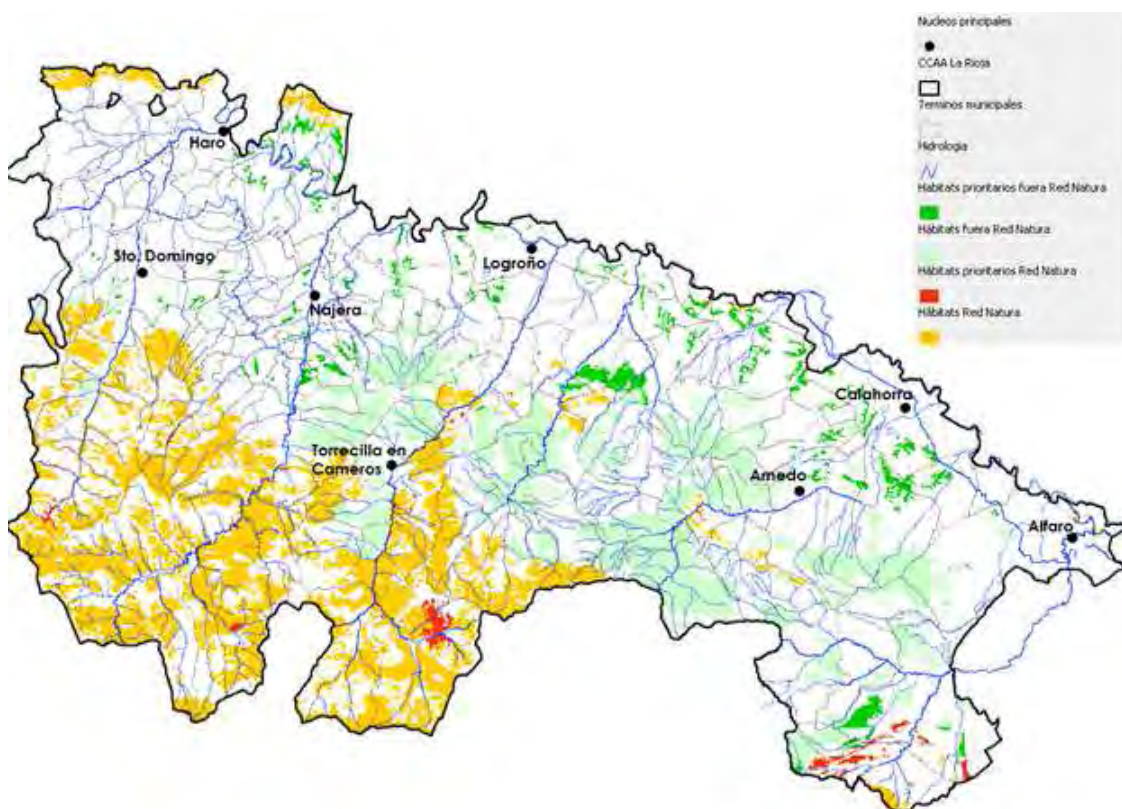 Nucleos principales
CCAA La Rioja
Terminos municipales
Hidrologia
Hábitats prioritarios fuera Red Natura
Hábitats fuera Red Natura
Hábitats prioritarios Red Natura
Hábitats Red Natura
Haro
Sto. Domingo
Logroño
Najera
Calahorra
Torrecilla en
Cameros
Arnedo
Alfaro